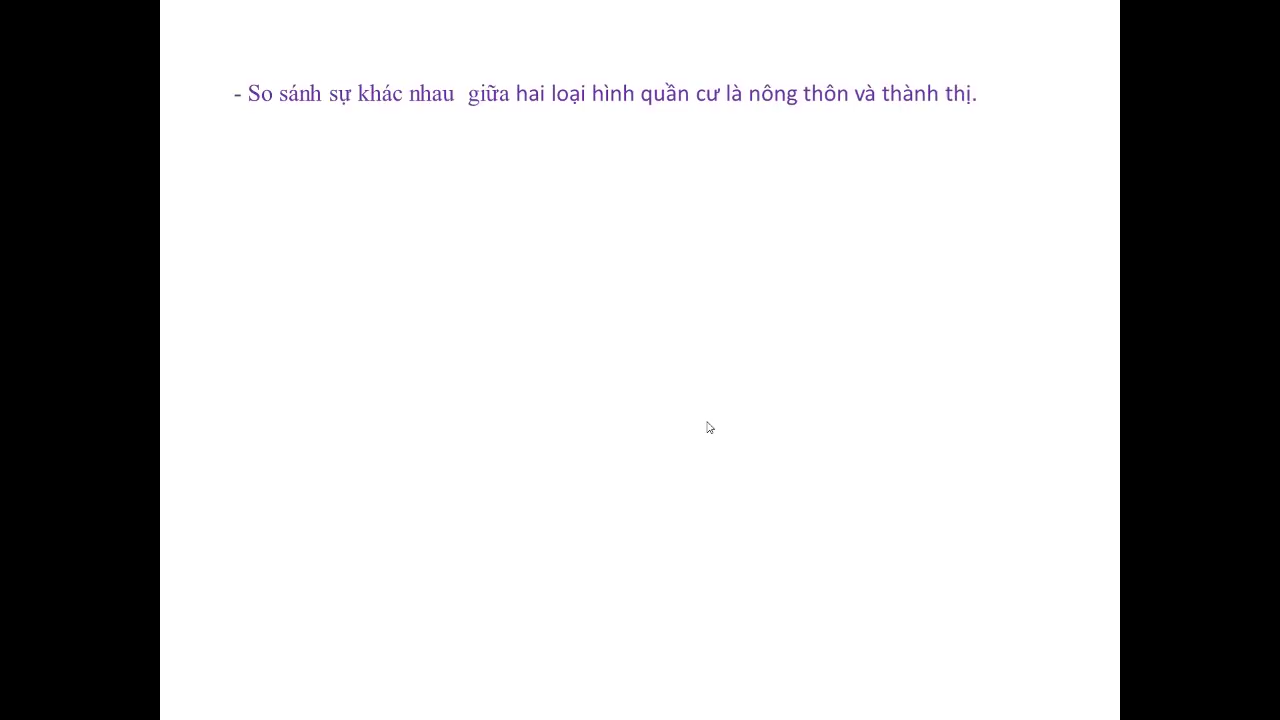 - So sánh sự khác nhau  giữa hai loại hình quần cư là nông thôn và thành thị.